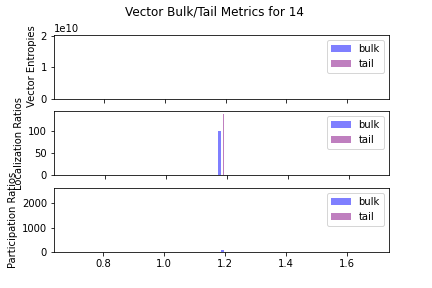 Vector Bulk/Tail Metrics for 14
1e10
Vector Entropies
2
1
0
bulk
tail
Localization Ratios
100
50
0
bulk
tail
Participation Ratios
2000
1000
0
bulk
tail
0.8 1.0 1.2 1.4 1.6